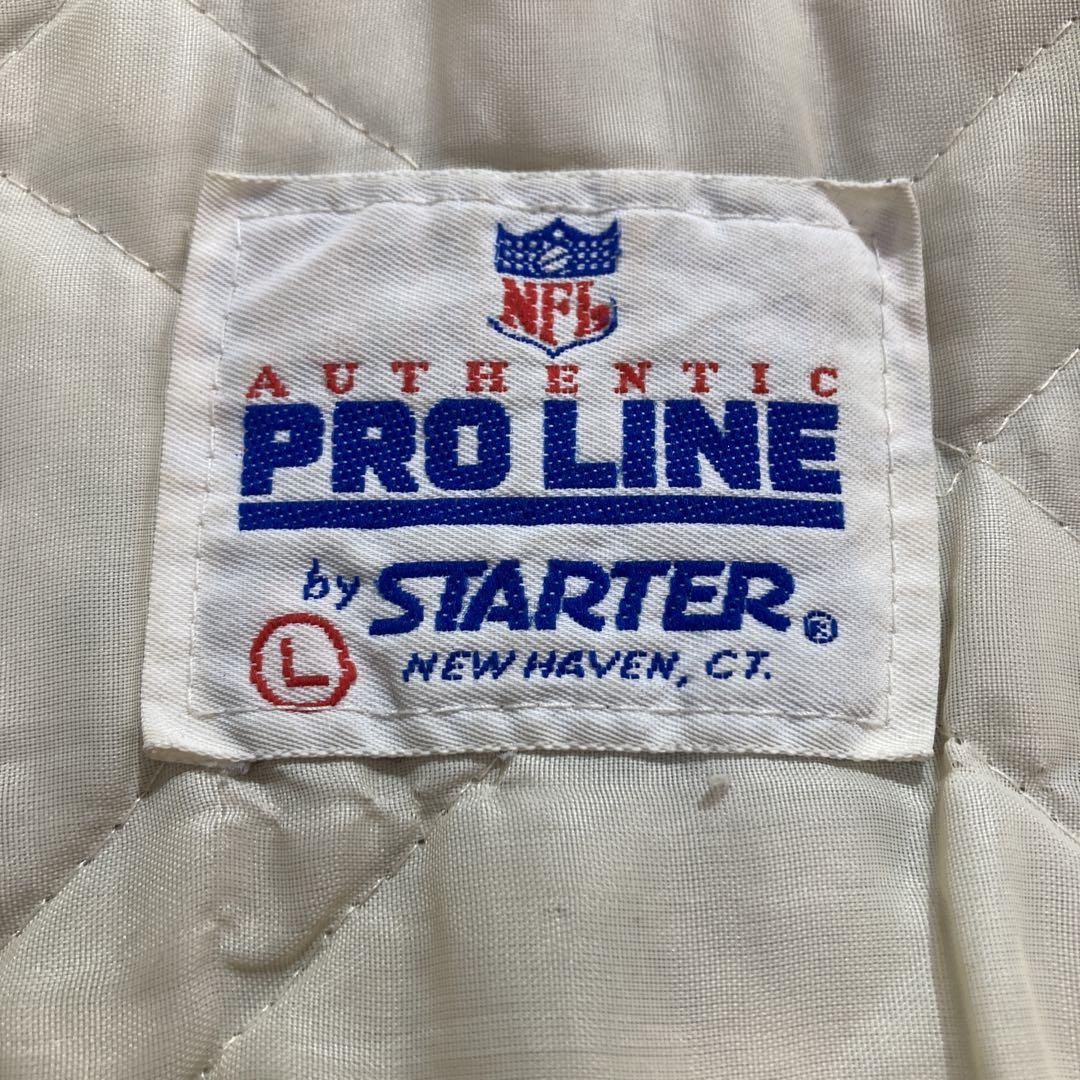 NFL
AUTHENTIC
PRO LINE
by STARTER®
L
NEW HAVEN, CT.